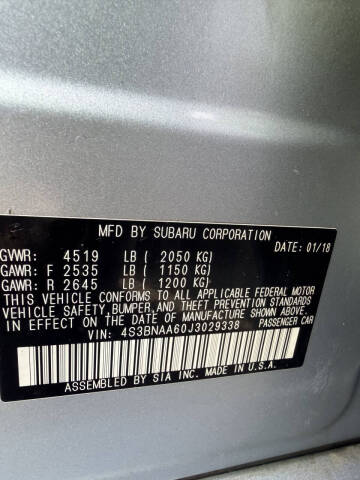 MFD BY SUBARU CORPORATION
GVWR: 4519 LB ( 2050 KG) DATE: 01/18
GAWR: F 2535 LB ( 1150 KG)
GAWR: R 2645 LB ( 1200 KG)
THIS VEHICLE CONFORMS TO ALL APPLICABLE FEDERAL MOTOR
VEHICLE SAFETY, BUMPER, AND THEFT PREVENTION STANDARDS
IN EFFECT ON THE DATE OF MANUFACTURE SHOWN ABOVE.
VIN: 4S3BNAA60J3029338 PASSENGER CAR
ASSEMBLED BY SIA INC. MADE IN U.S.A.